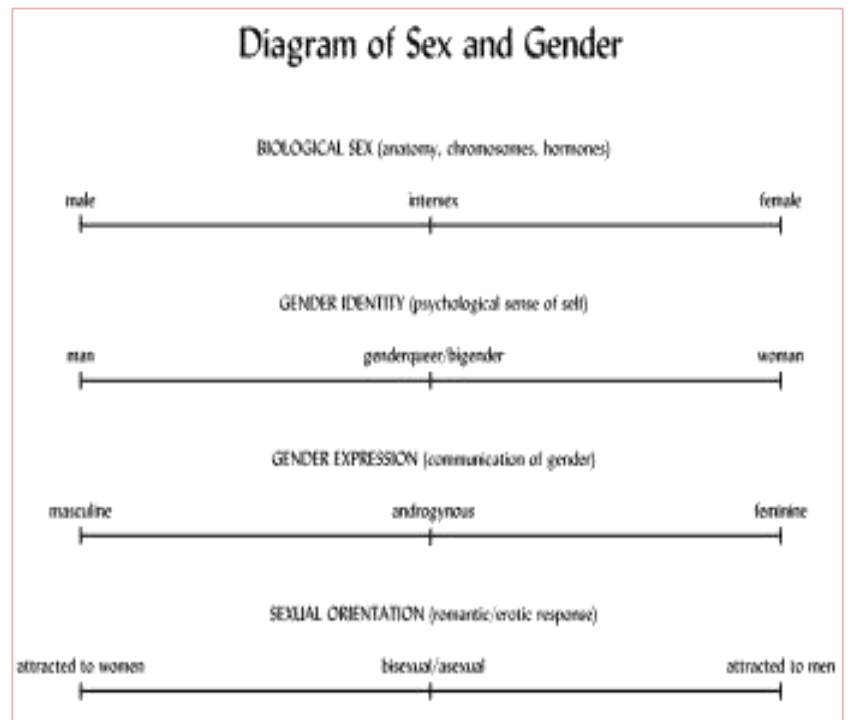 Diagram of Sex and Gender
BIOLOGICAL SEX (anatomy, chromosomes, hormones)
male intersex female
GENDER IDENTITY (psychological sense of self)
man genderqueer/bigender woman
GENDER EXPRESSION (communication of gender)
masculine androgynous feminine
SEXUAL ORIENTATION (romantic/erotic response)
attracted to women bisexual/asexual attracted to men